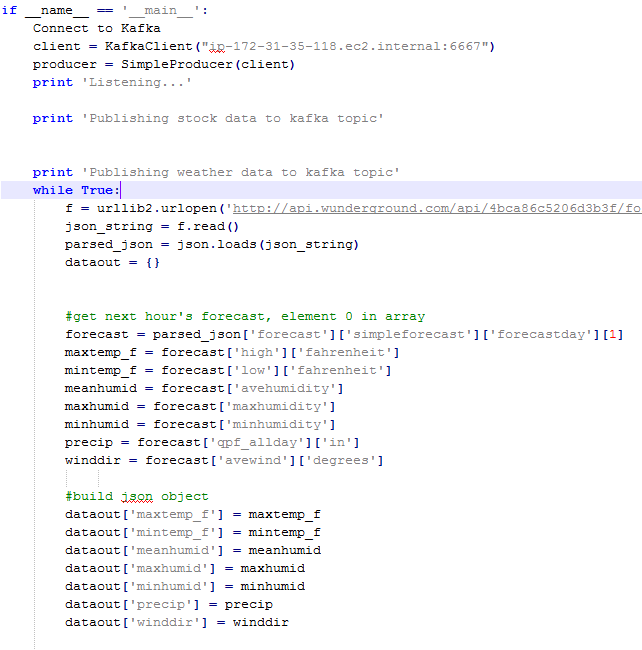 if __name__ == '__main__':
    Connect to Kafka
    client = KafkaClient("ip-172-31-35-118.ec2.internal:6667")
    producer = SimpleProducer(client)
    print 'Listening...'
    print 'Publishing stock data to kafka topic'
    print 'Publishing weather data to kafka topic'
    while True:
        f = urllib2.urlopen('http://api.wunderground.com/api/4bca86c5206d3b3f/fo
        json_string = f.read()
        parsed_json = json.loads(json_string)
        dataout = {}
        #get next hour's forecast, element 0 in array
        forecast = parsed_json['forecast']['simpleforecast']['forecastday'][1]
        maxtemp_f = forecast['high']['fahrenheit']
        mintemp_f = forecast['low']['fahrenheit']
        meanhumid = forecast['avehumidity']
        maxhumid = forecast['maxhumidity']
        minhumid = forecast['minhumidity']
        precip = forecast['qpf_allday']['in']
        winddir = forecast['avewind']['degrees']
        #build json object
        dataout['maxtemp_f'] = maxtemp_f
        dataout['mintemp_f'] = mintemp_f
        dataout['meanhumid'] = meanhumid
        dataout['maxhumid'] = maxhumid
        dataout['minhumid'] = minhumid
        dataout['precip'] = precip
        dataout['winddir'] = winddir